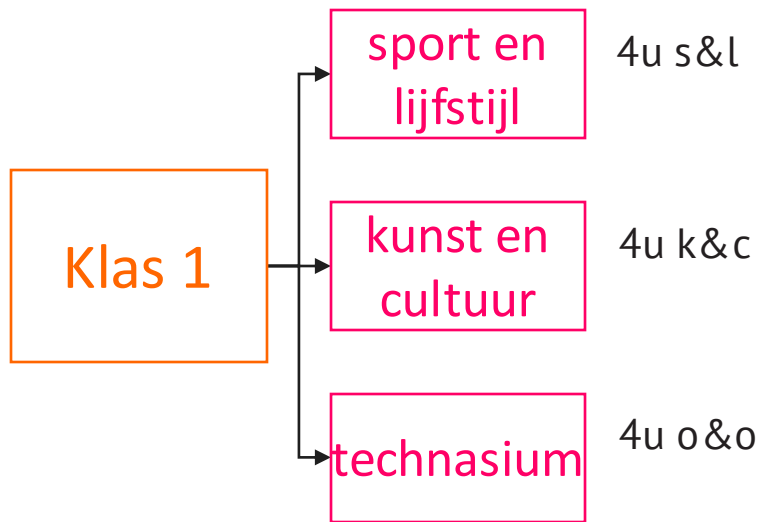 sport en
lijfstijl
4u s&l
Klas 1
kunst en
cultuur
4u k&c
technasium
4u o&o